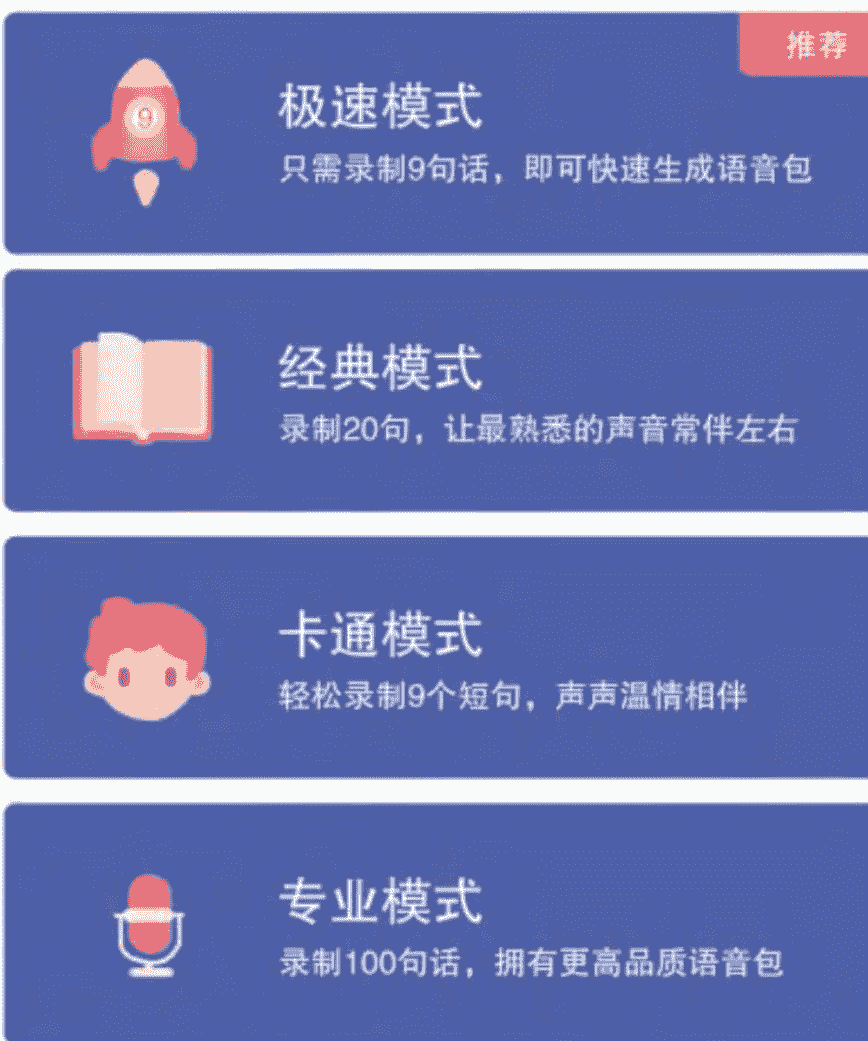 推荐
9
极速模式
只需录制9句话，即可快速生成语音包
经典模式
录制20句，让最熟悉的声音常伴左右
卡通模式
轻松录制9个短句，声声温情相伴
专业模式
录制100句话，拥有更高品质语音包